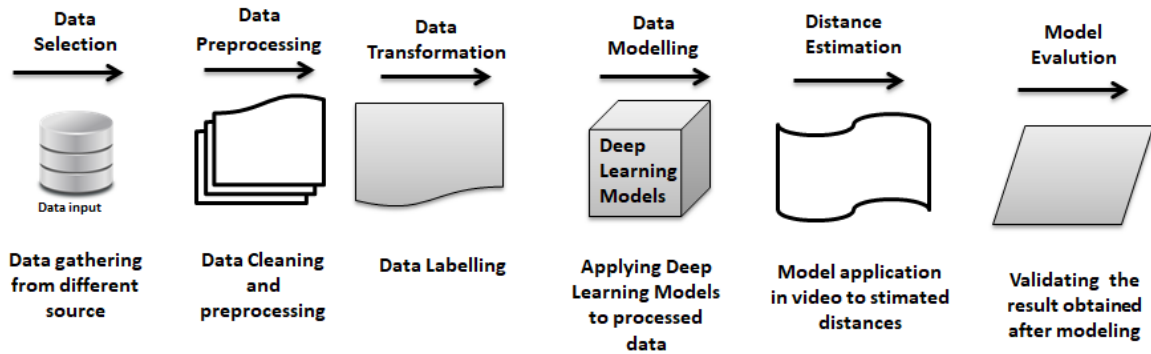 Data
Selection
Data
Preprocessing
Data
Transformation
Data
Modelling
Distance
Estimation
Model
Evalution
Data input
Deep
Learning
Models
Data gathering
from different
source
Data Cleaning
and
preprocessing
Data Labelling
Applying Deep
Learning Models
to processed
data
Model application
in video to stimated
distances
Validating the
result obtained
after modeling